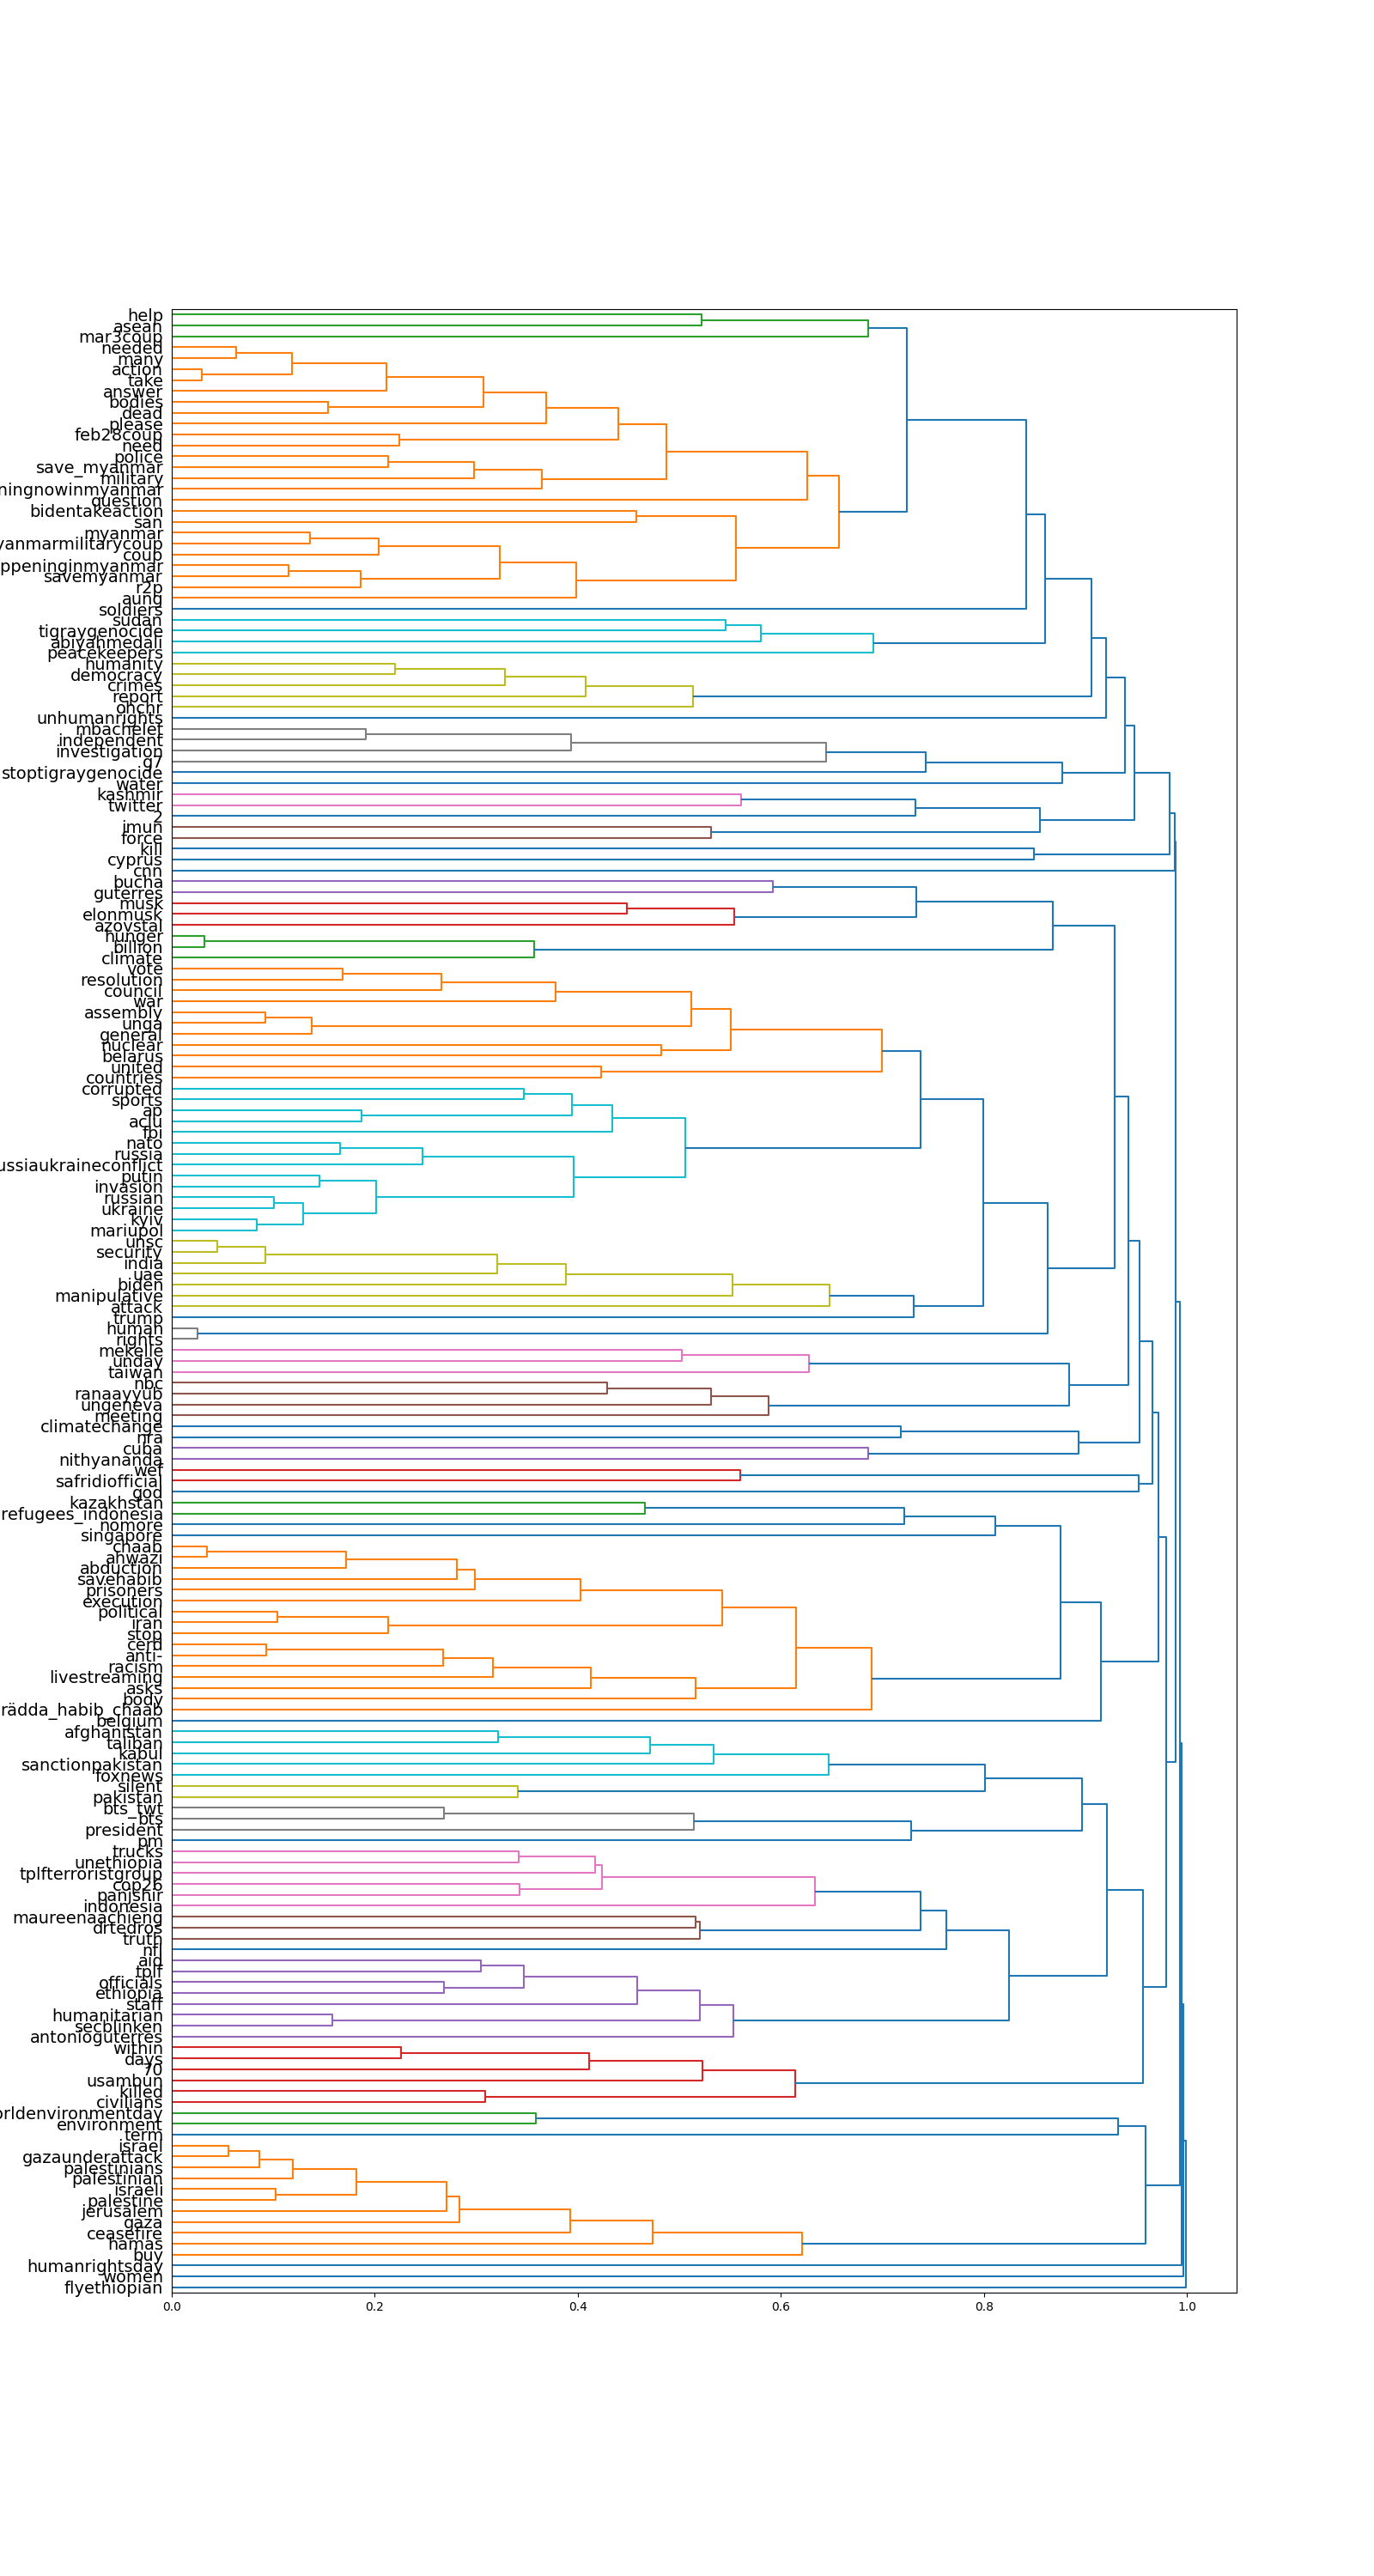 help
asean
mar3coup
needed
many
action
take
answer
bodies
dead
please
feb28coup
need
police
save_myanmar
military
ningnowinmyanmar
question
bidentakeaction
san
myanmar
yanmarmilitarycoup
coup
ppeninginmyanmar
savemyanmar
r2p
aung
soldiers
sudan
tigraygenocide
abiyahmedali
peacekeepers
humanity
democracy
crimes
report
ohchr
unhumanrights
mbachelet
independent
investigation
g7
stoptigraygenocide
water
kashmir
twitter
2
imun
force
kill
cyprus
cnn
bucha
guterres
musk
elonmusk
azovstal
hunger
billion
climate
vote
resolution
council
war
assembly
unga
general
nuclear
belarus
united
countries
corrupted
sports
ap
aclu
fbi
nato
russia
ussiaukraineconflict
putin
invasion
russian
ukraine
kyiv
mariupol
unsc
security
india
uae
biden
manipulative
attack
trump
human
rights
mekelle
unday
taiwan
nbc
ranaayyub
ungeneva
meeting
climatechange
nra
cuba
nithyananda
wef
safridiofficial
god
kazakhstan
refugees_indonesia
nomore
singapore
chaab
ahwazi
abduction
savehabib
prisoners
execution
political
iran
stop
cerd
anti-
racism
livestreaming
asks
body
rädda_habib_chaab
belgium
afghanistan
taliban
kabul
sanctionpakistan
foxnews
silent
pakistan
bts_twt
_bts
president
pm
trucks
unethiopia
tplfterroristgroup
cop26
panjshir
indonesia
maureenaachieng
drtedros
truth
nfl
aid
tplf
officials
ethiopia
staff
humanitarian
secblinken
antonioguterres
within
days
70
usambun
killed
civilians
orldenvironmentday
environment
term
israel
gazaunderattack
palestinians
palestinian
israeli
palestine
jerusalem
gaza
ceasefire
hamas
buy
humanrightsday
women
flyethiopian
0.0 0.2 0.4 0.6 0.8 1.0